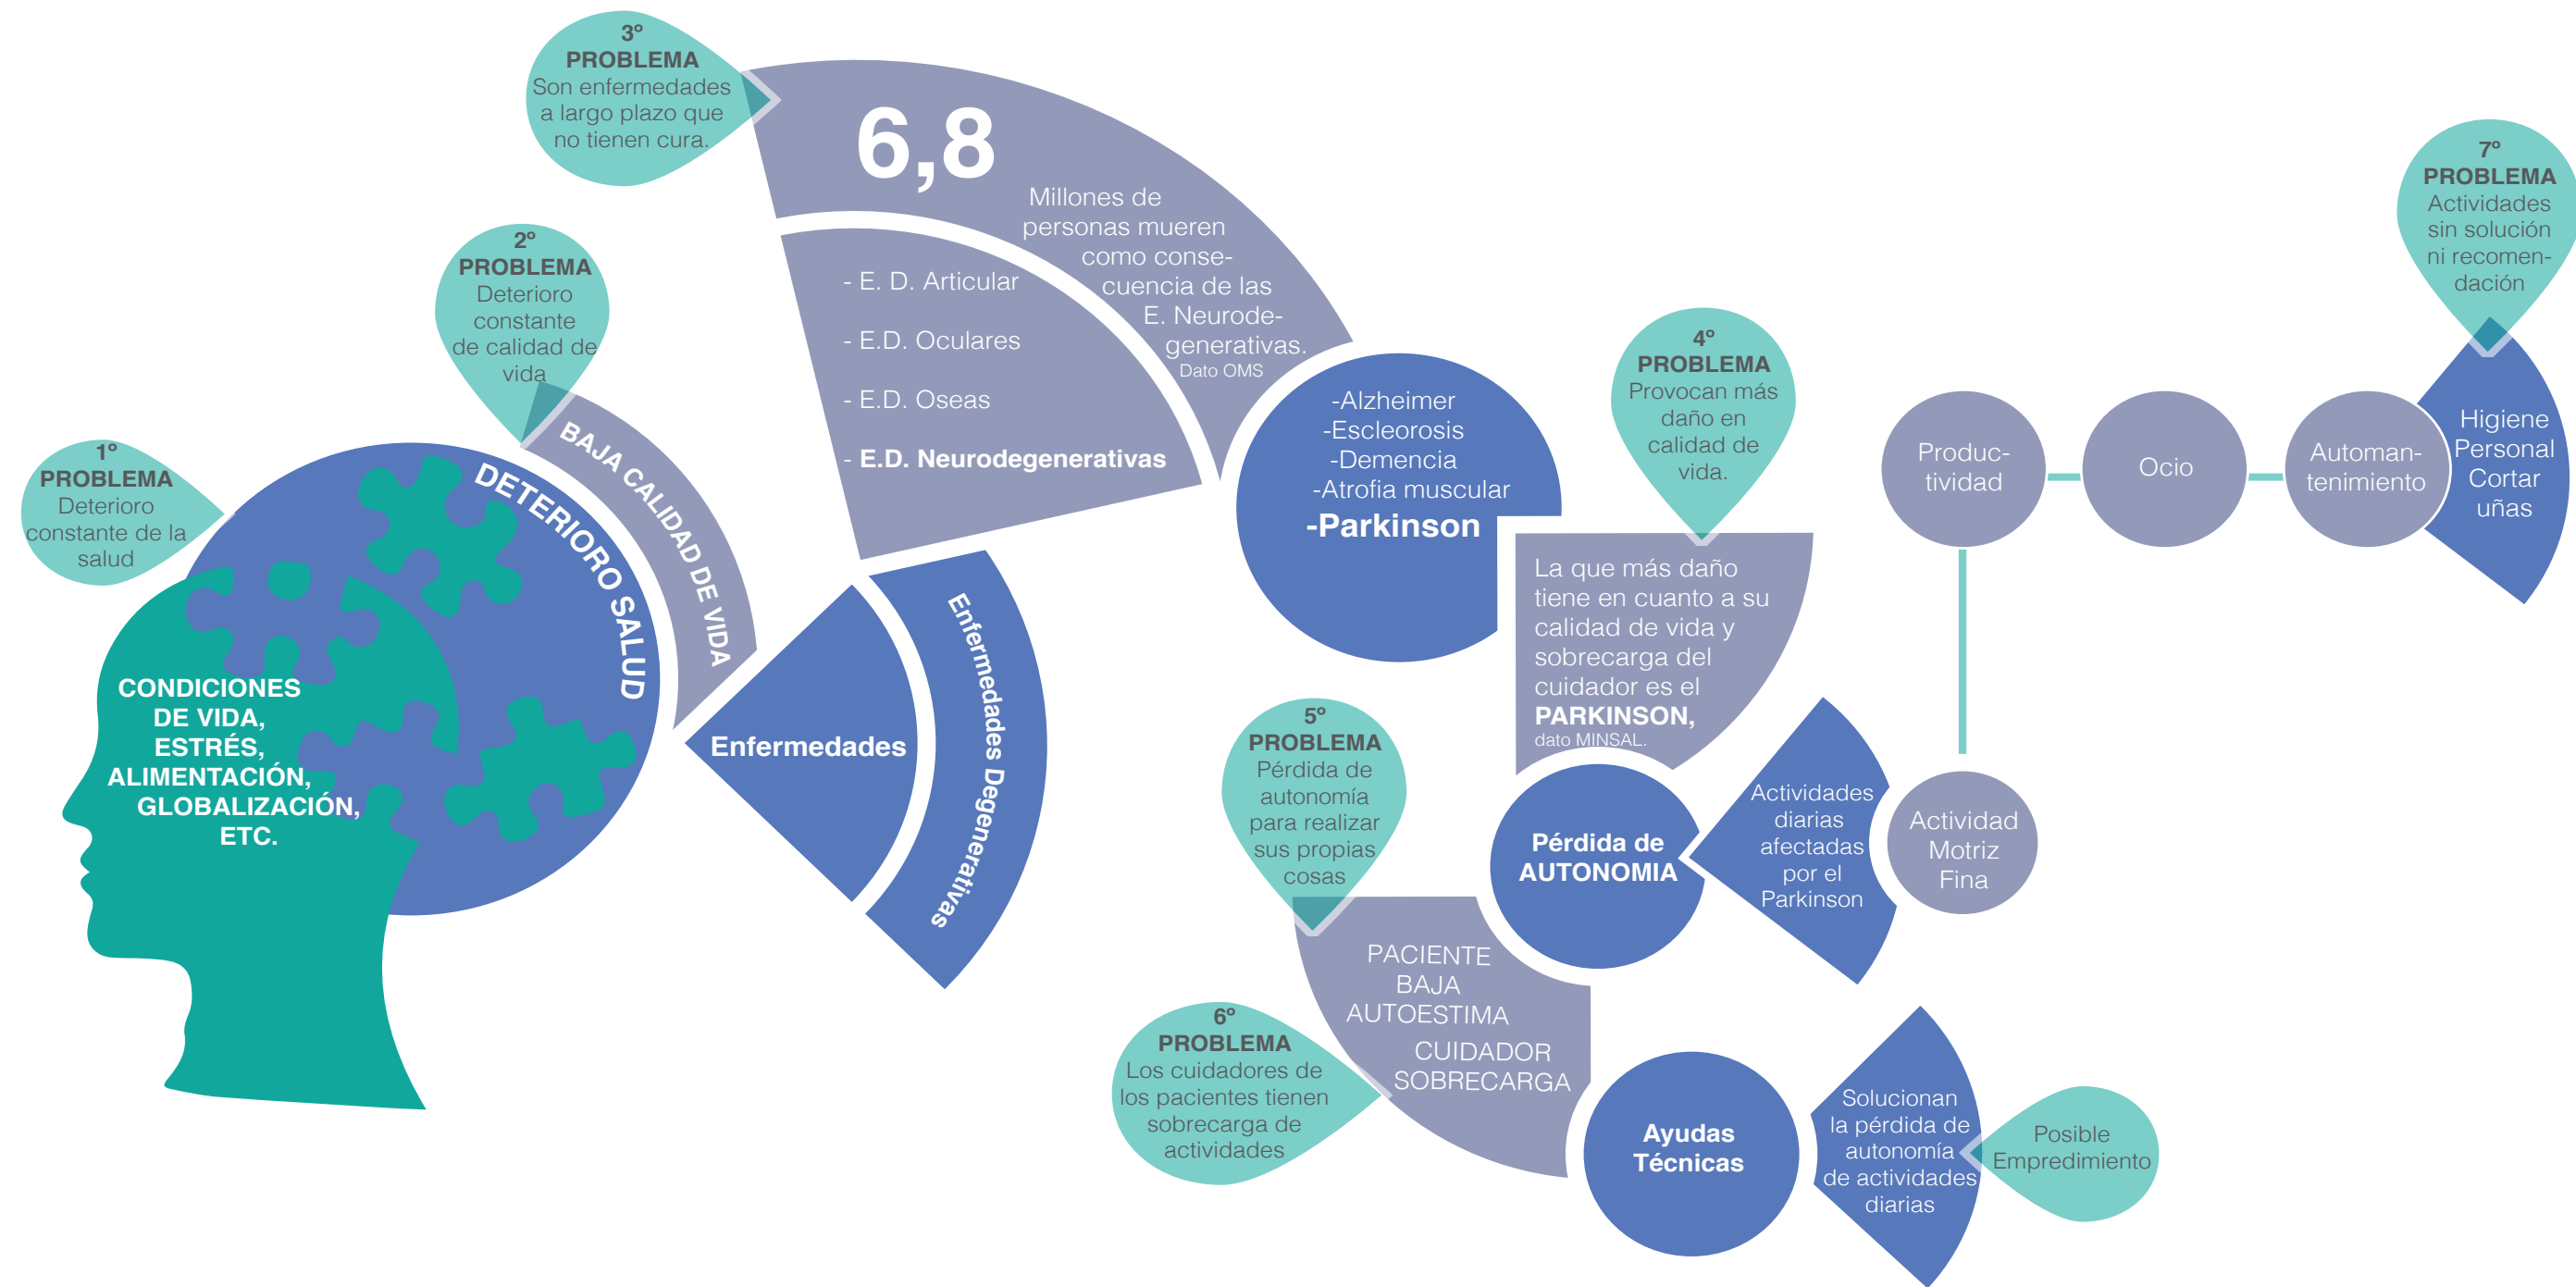 1º
PROBLEMA
Deterioro
constante de la
salud
CONDICIONES
DE VIDA,
ESTRÉS,
ALIMENTACIÓN,
GLOBALIZACIÓN,
ETC.
DETERIORO SALUD
2º
PROBLEMA
Deterioro
constante
de calidad de
vida
BAJA CALIDAD DE VIDA
Enfermedades
Enfermedades Degenerativas
3º
PROBLEMA
Son enfermedades
a largo plazo que
no tienen cura.
6,8
Millones de
personas mueren
como conse-
cuencia de las
E. Neurode-
generativas.
Dato OMS
- E. D. Articular
- E.D. Oculares
- E.D. Oseas
- E.D. Neurodegenerativas
-Alzheimer
-Escleorosis
-Demencia
-Atrofia muscular
-Parkinson
4º
PROBLEMA
Provocan más
daño en
calidad de
vida.
La que más daño
tiene en cuanto a su
calidad de vida y
sobrecarga del
cuidador es el
PARKINSON,
dato MINSAL.
5º
PROBLEMA
Pérdida de
autonomía
para realizar
sus propias
cosas
Pérdida de
AUTONOMIA
PACIENTE
BAJA
AUTOESTIMA
CUIDADOR
SOBRECARGA
6º
PROBLEMA
Los cuidadores de
los pacientes tienen
sobrecarga de
actividades
Ayudas
Técnicas
Solucionan
la pérdida de
autonomía
de actividades
diarias
Posible
Empredimiento
Actividades
diarias
afectadas
por el
Parkinson
Actividad
Motriz
Fina
Produc-
tividad
Ocio
Automan-
tenimiento
Higiene
Personal
Cortar
uñas
7º
PROBLEMA
Actividades
sin solución
ni recomen-
dación